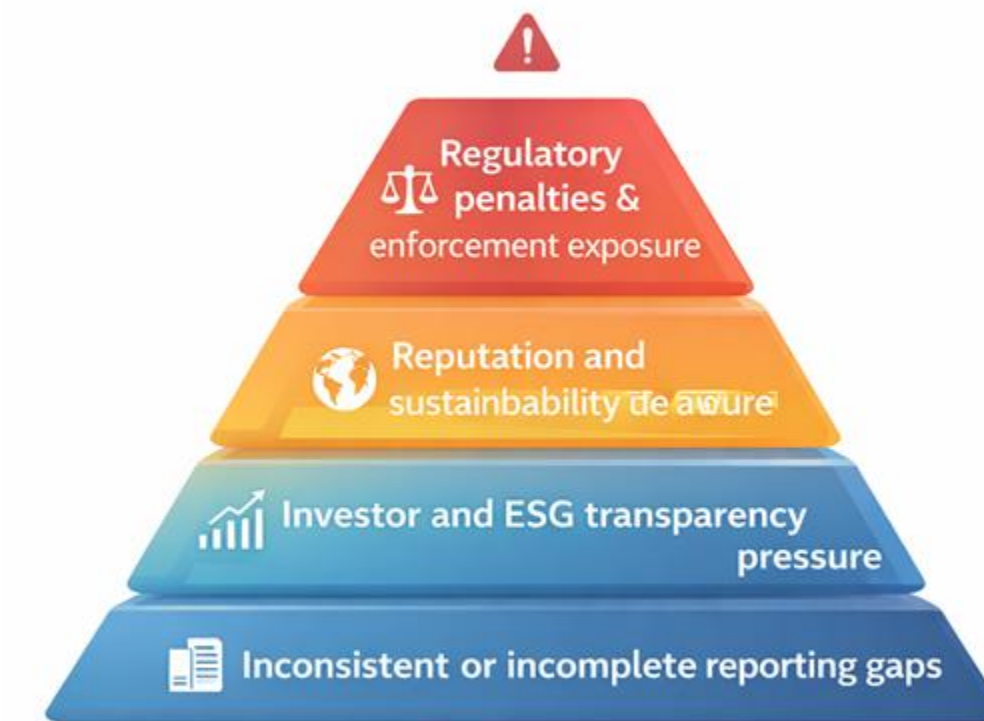 Regulatory
penalties &
enforcement exposure
Reputation and
sustainbability
Investor and ESG transparency
pressure
Inconsistent or incomplete reporting gaps